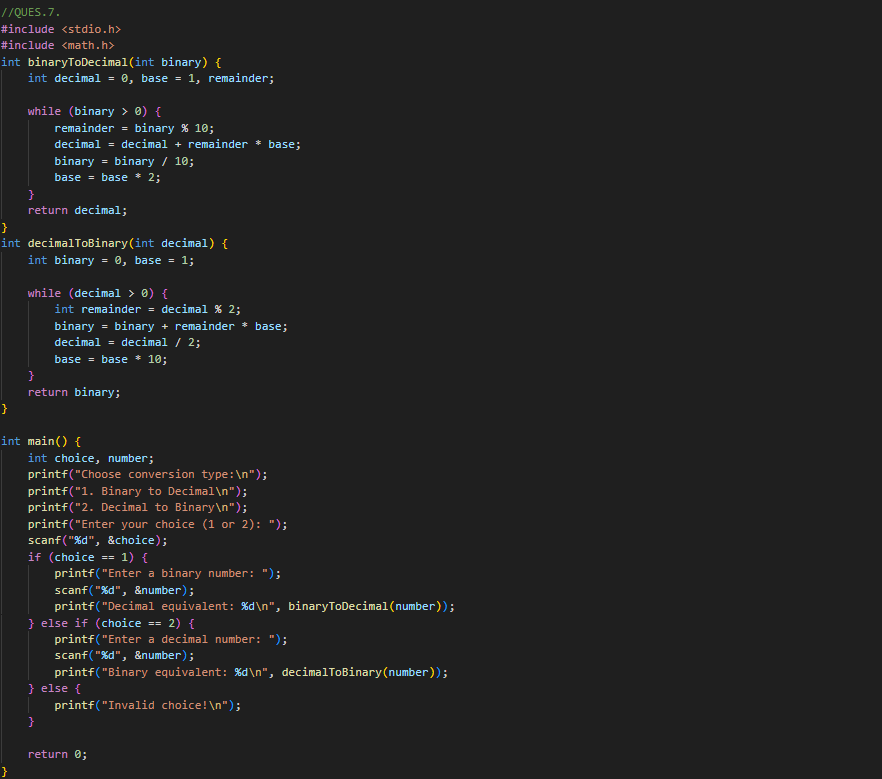 //QUES.7.
#include <stdio.h>
#include <math.h>
int binaryToDecimal(int binary) {
    int decimal = 0, base = 1, remainder;

    while (binary > 0) {
        remainder = binary % 10;
        decimal = decimal + remainder * base;
        binary = binary / 10;
        base = base * 2;
    }
    return decimal;
}
int decimalToBinary(int decimal) {
    int binary = 0, base = 1;

    while (decimal > 0) {
        int remainder = decimal % 2;
        binary = binary + remainder * base;
        decimal = decimal / 2;
        base = base * 10;
    }
    return binary;
}

int main() {
    int choice, number;
    printf("Choose conversion type:\n");
    printf("1. Binary to Decimal\n");
    printf("2. Decimal to Binary\n");
    printf("Enter your choice (1 or 2): ");
    scanf("%d", &choice);
    if (choice == 1) {
        printf("Enter a binary number: ");
        scanf("%d", &number);
        printf("Decimal equivalent: %d\n", binaryToDecimal(number));
    } else if (choice == 2) {
        printf("Enter a decimal number: ");
        scanf("%d", &number);
        printf("Binary equivalent: %d\n", decimalToBinary(number));
    } else {
        printf("Invalid choice!\n");
    }

    return 0;
}